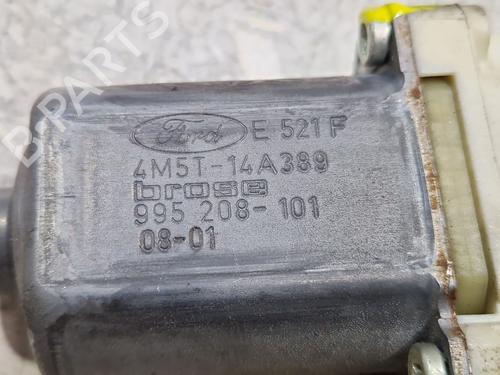 Ford E 521 F
4M5T-14A389
brose
995 208-101
08-01
B-PARTS